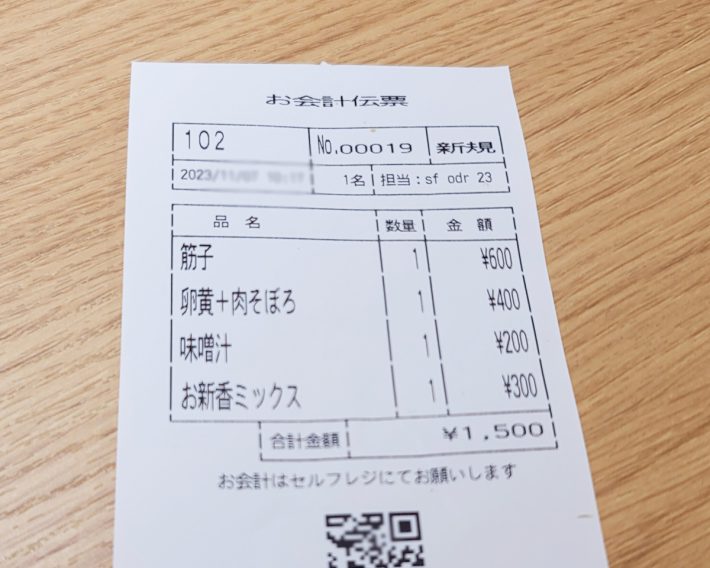 お会計伝票
102 No.00019 新規
2023/11/07 1名 担当:sf odr 23
品 名 数量 金 額
筋子 1 ¥600
卵黄+肉そぼろ 1 ¥400
味噌汁 1 ¥200
お新香ミックス 1 ¥300
合計金額 ¥1,500
お会計はセルフレジにてお願いします